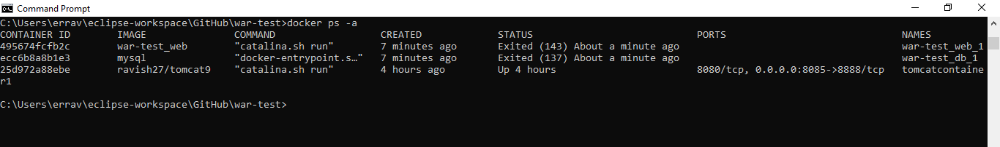 Command Prompt
C:\Users\errav\eclipse-workspace\GitHub\war-test>docker ps -a
CONTAINER ID        IMAGE               COMMAND                  CREATED             STATUS                            PORTS                              NAMES
495674fcfb2c        war-test_web        "catalina.sh run"        7 minutes ago       Exited (143) About a minute ago                                      war-test_web_1
ecc6b8a8b1e3        mysql               "docker-entrypoint.s…"   7 minutes ago       Exited (137) About a minute ago                                      war-test_db_1
25d972a88ebe        ravish27/tomcat9    "catalina.sh run"        4 hours ago         Up 4 hours                        8080/tcp, 0.0.0.0:8085->8888/tcp   tomcatcontaine
r1
C:\Users\errav\eclipse-workspace\GitHub\war-test>